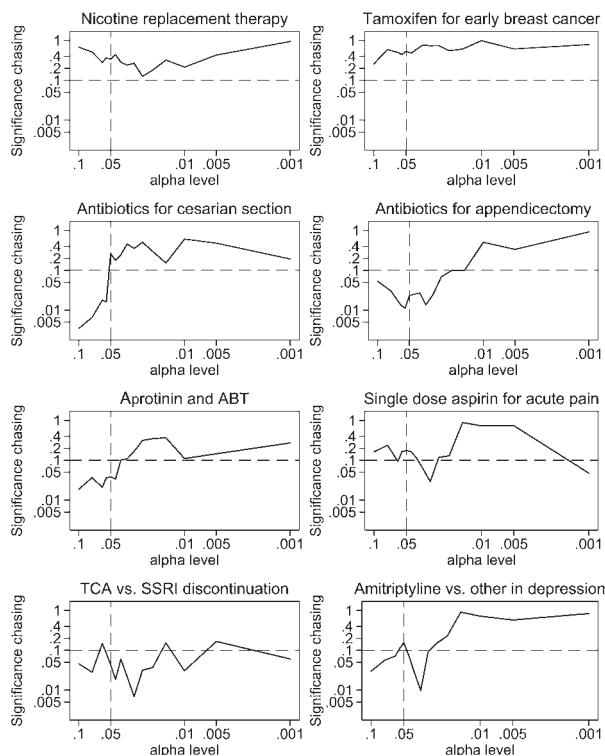 Nicotine replacement therapy
Significance chasing
1
.4
.2
.1
.05
.01
.005
.1 .05 .01 .005 .001
alpha level
Tamoxifen for early breast cancer
Significance chasing
1
.4
.2
.1
.05
.01
.005
.1 .05 .01 .005 .001
alpha level
Antibiotics for cesarian section
Significance chasing
1
.4
.2
.1
.05
.01
.005
.1 .05 .01 .005 .001
alpha level
Antibiotics for appendicectomy
Significance chasing
1
.4
.2
.1
.05
.01
.005
.1 .05 .01 .005 .001
alpha level
Aprotinin and ABT
Significance chasing
1
.4
.2
.1
.05
.01
.005
.1 .05 .01 .005 .001
alpha level
Single dose aspirin for acute pain
Significance chasing
1
.4
.2
.1
.05
.01
.005
.1 .05 .01 .005 .001
alpha level
TCA vs. SSRI discontinuation
Significance chasing
1
.4
.2
.1
.05
.01
.005
.1 .05 .01 .005 .001
alpha level
Amitriptyline vs. other in depression
Significance chasing
1
.4
.2
.1
.05
.01
.005
.1 .05 .01 .005 .001
alpha level